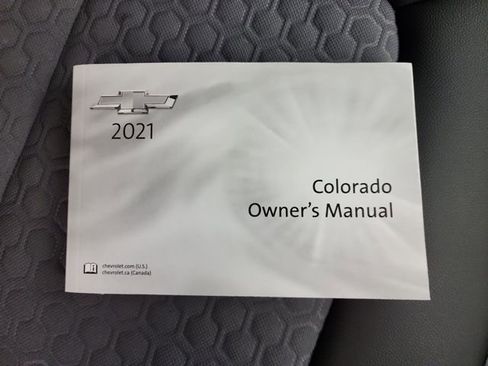 2021
Colorado
Owner's Manual
chevrolet.com (U.S.)
chevrolet.ca (Canada)